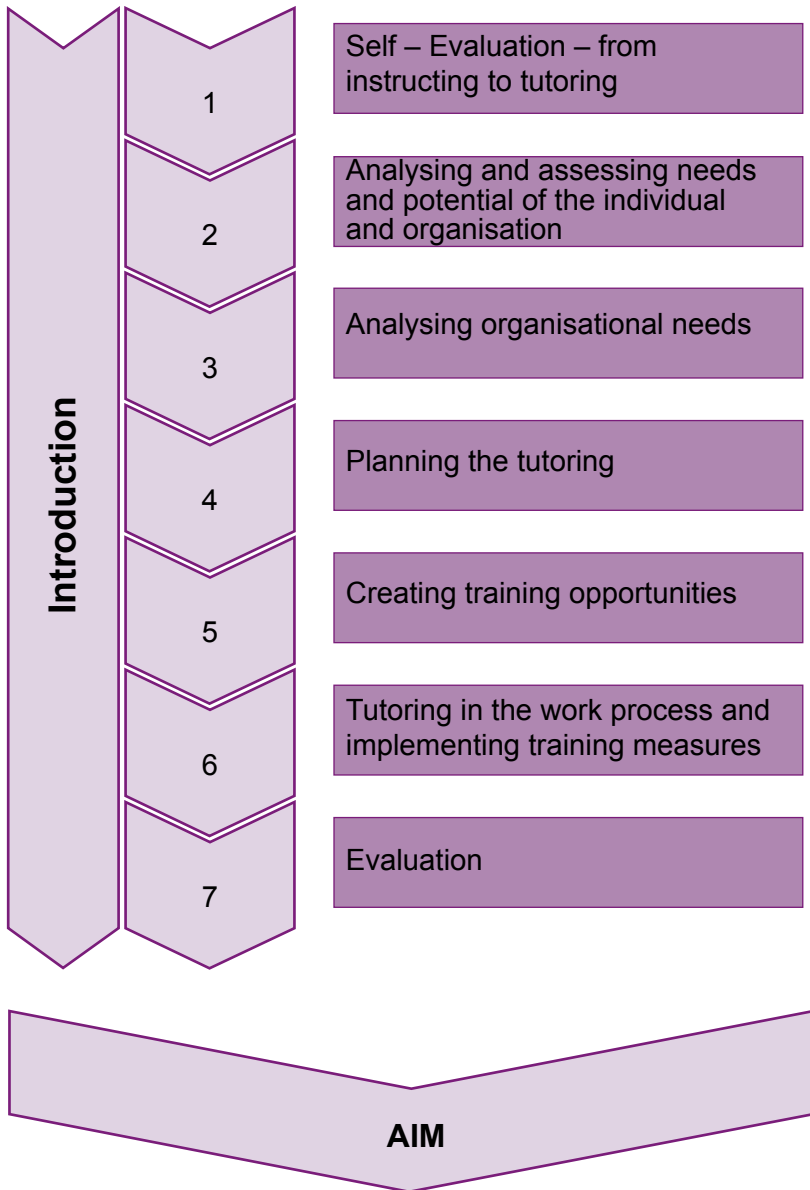 Introduction
1
Self – Evaluation – from
instructing to tutoring
2
Analysing and assessing needs
and potential of the individual
and organisation
3
Analysing organisational needs
4
Planning the tutoring
5
Creating training opportunities
6
Tutoring in the work process and
implementing training measures
7
Evaluation
AIM